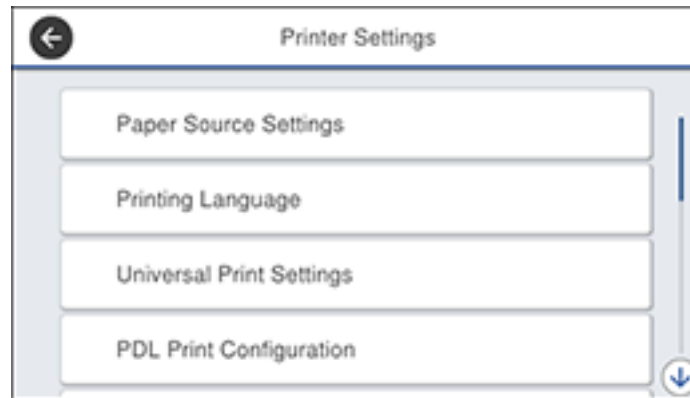 Printer Settings
Paper Source Settings
Printing Language
Universal Print Settings
PDL Print Configuration